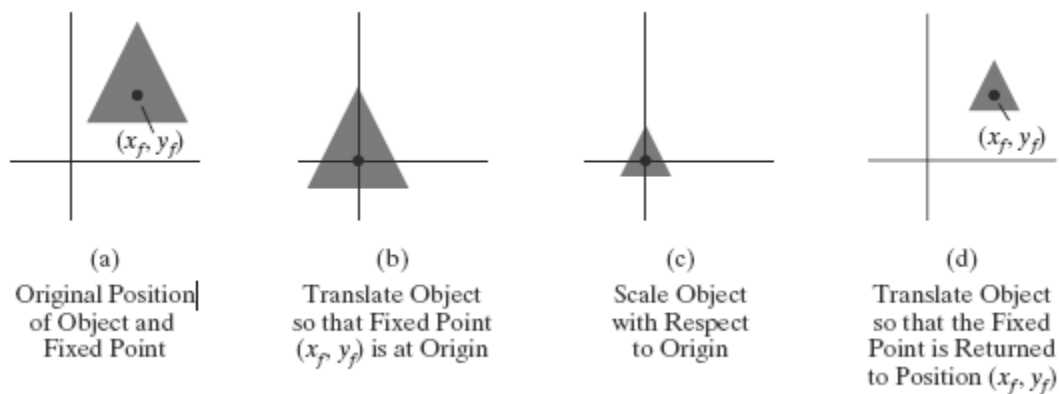 (x_f, y_f)
(x_f, y_f)
(a)
Original Position
of Object and
Fixed Point
(b)
Translate Object
so that Fixed Point
(x_f, y_f) is at Origin
(c)
Scale Object
with Respect
to Origin
(d)
Translate Object
so that the Fixed
Point is Returned
to Position (x_f, y_f)